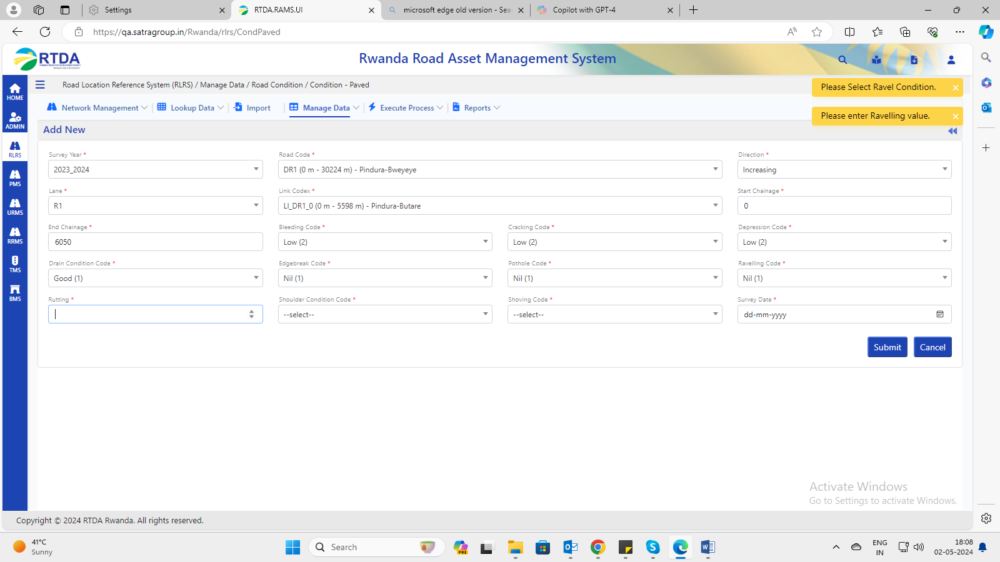 Settings
RTDA.RAMS.UI
microsoft edge old version - Sea
Copilot with GPT-4
https://qa.satragroup.in/Rwanda/rlrs/CondPaved
RTDA
Rwanda Road Asset Management System
HOME
ADMIN
RLRS
PMS
URMS
RRMS
TMS
BMS
Road Location Reference System (RLRS) / Manage Data / Road Condition / Condition - Paved
Please Select Ravel Condition.
Please enter Ravelling value.
Network Management
Lookup Data
Import
Manage Data
Execute Process
Reports
Add New
Survey Year *
Road Code *
Direction *
2023_2024
DR1 (0 m - 30224 m) - Pindura-Bweyeye
Increasing
Lane *
Link Codex *
Start Chainage *
R1
LI_DR1_0 (0 m - 5598 m) - Pindura-Butare
0
End Chainage *
Bleeding Code *
Cracking Code *
Depression Code *
6050
Low (2)
Low (2)
Low (2)
Drain Condition Code *
Edgebreak Code *
Pothole Code *
Ravelling Code *
Good (1)
Nil (1)
Nil (1)
Nil (1)
Rutting *
Shoulder Condition Code *
Shoving Code *
Survey Date *
--select--
--select--
dd-mm-yyyy
Submit
Cancel
Activate Windows
Go to Settings to activate Windows.
Copyright © 2024 RTDA Rwanda. All rights reserved.
41°C
Sunny
Search
PRE
ENG
IN
18:08
02-05-2024